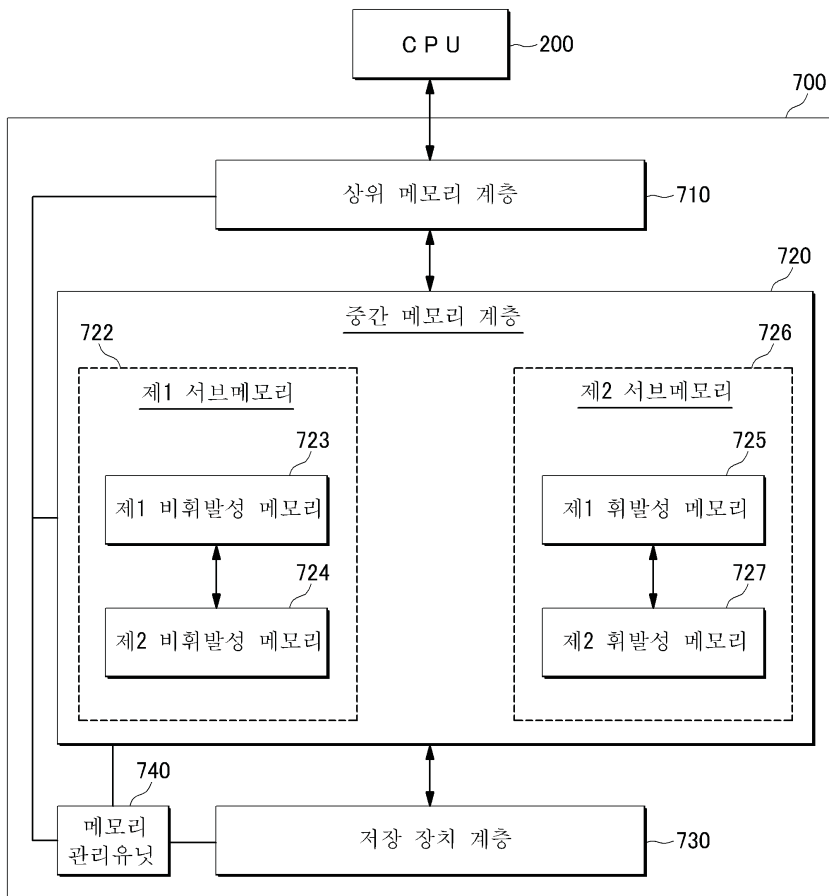 CPU
200
700
상위 메모리 계층
710
720
중간 메모리 계층
722
726
제1 서브메모리
제2 서브메모리
723
725
제1 비휘발성 메모리
제1 휘발성 메모리
724
727
제2 비휘발성 메모리
제2 휘발성 메모리
740
메모리
관리유닛
저장 장치 계층
730